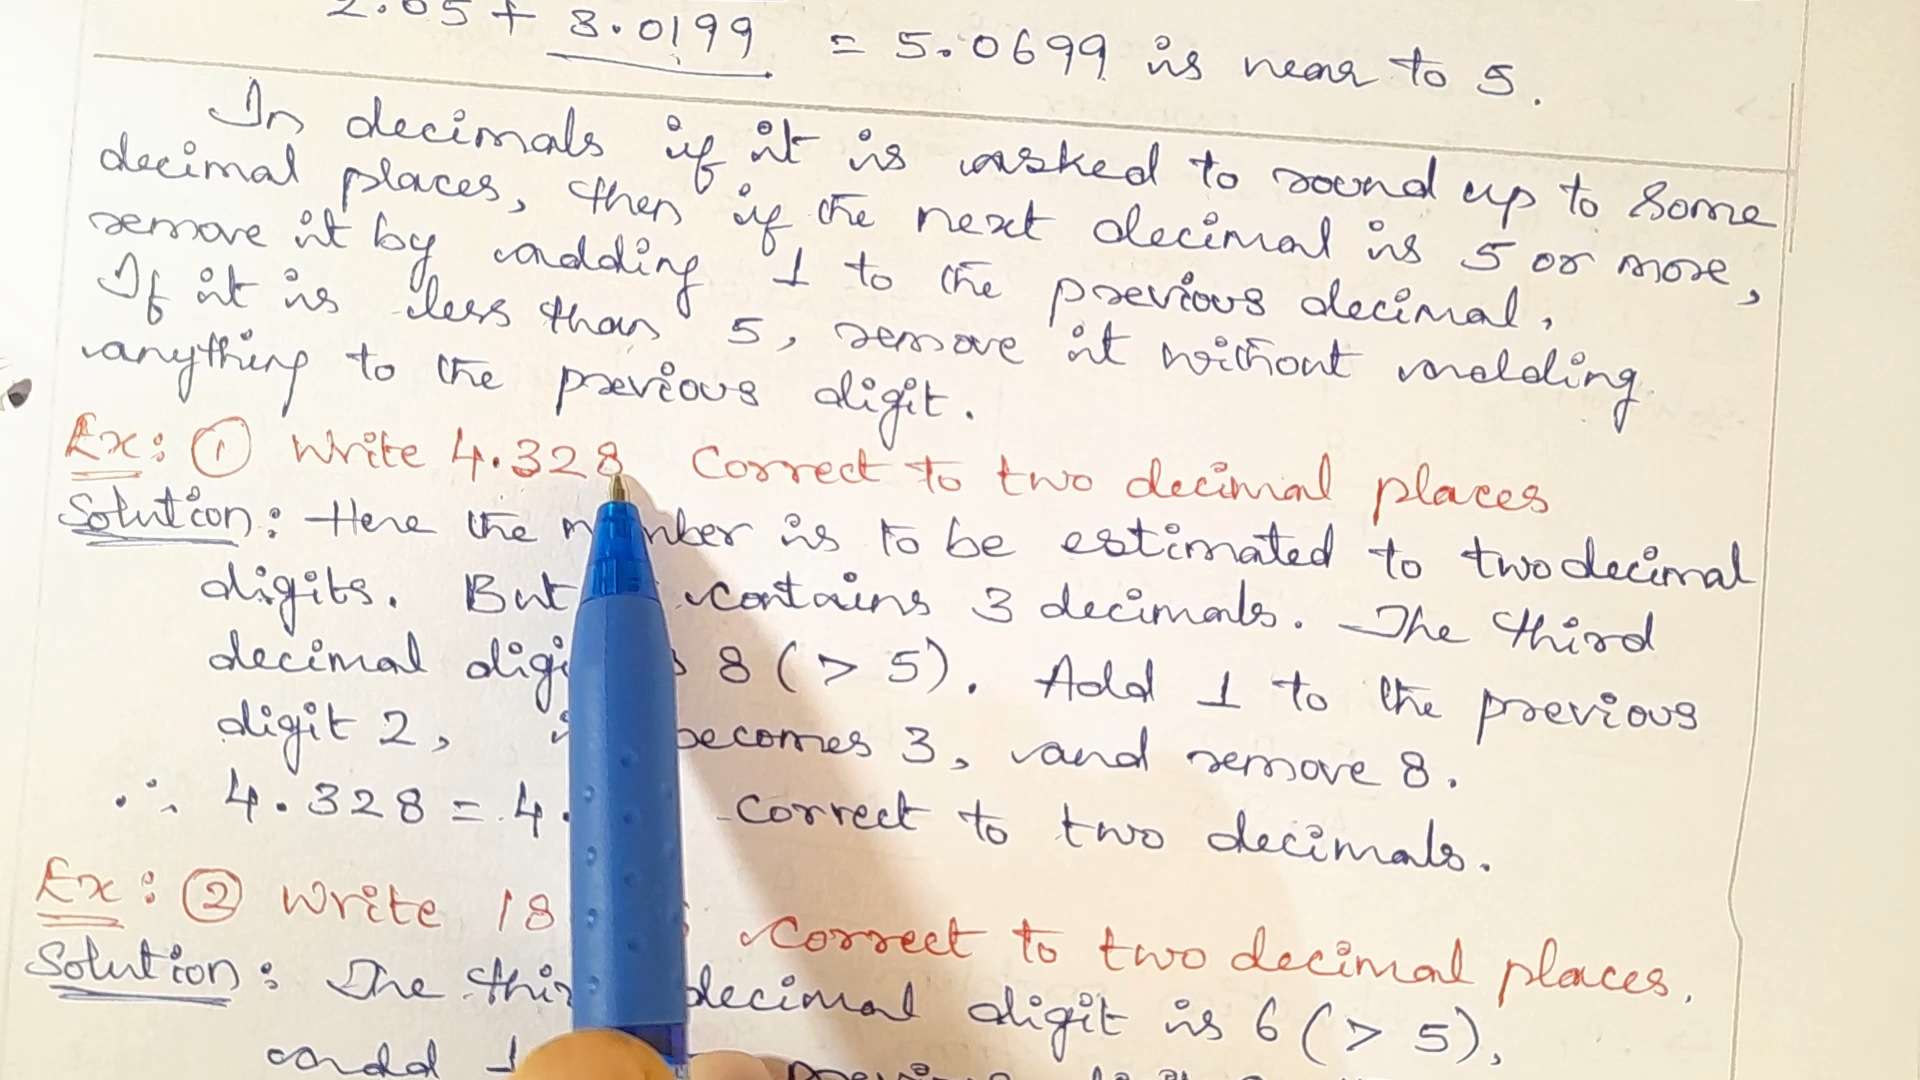 2.05 + 3.0199 = 5.0699 is near to 5.
In decimals if it is asked to round up to some
decimal places, then if the next decimal is 5 or more,
remove it by adding 1 to the previous decimal.
If it is less than 5, remove it without adding
anything to the previous digit.
Ex: ① Write 4.328 correct to two decimal places
Solution: Here the number is to be estimated to two decimal
digits. But contains 3 decimals. The third
decimal digi 8 (> 5). Add 1 to the previous
digit 2, becomes 3, and remove 8.
∴ 4.328 = 4. correct to two decimals.
Ex: ② Write 18 correct to two decimal places.
Solution: The third decimal digit is 6 (> 5),
add 1